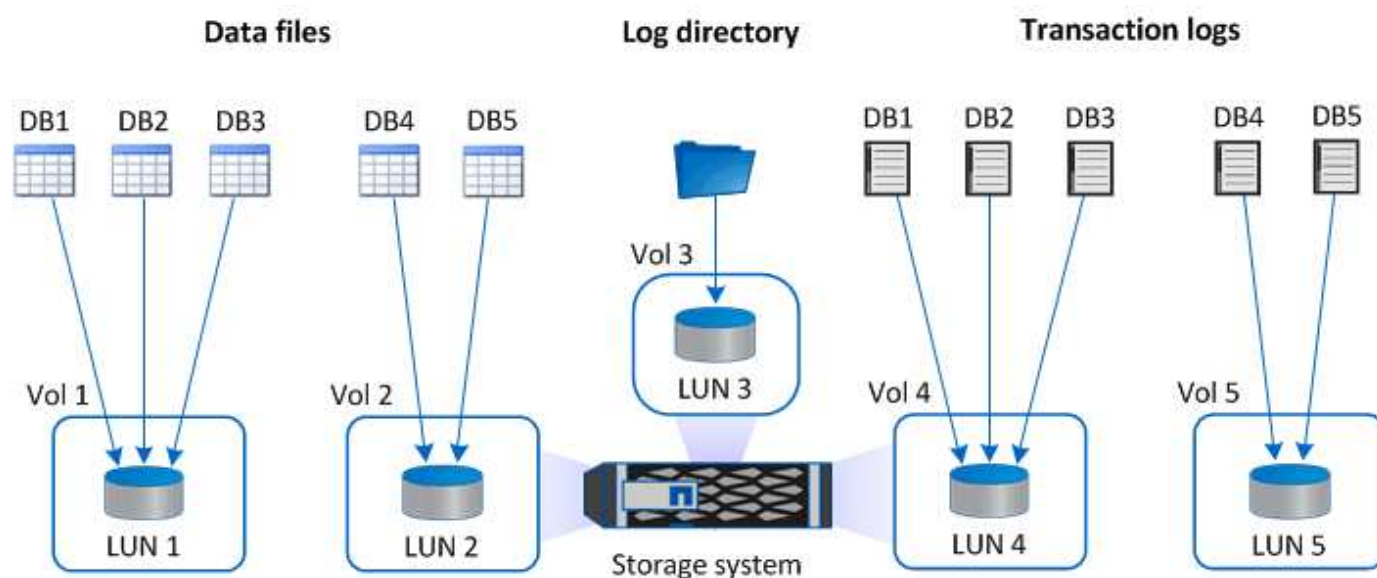 Data files
Log directory
Transaction logs
DB1 DB2 DB3 DB4 DB5
DB1 DB2 DB3 DB4 DB5
Vol 3
LUN 3
Vol 1
Vol 2
Vol 4
Vol 5
LUN 1
LUN 2
LUN 4
LUN 5
Storage system